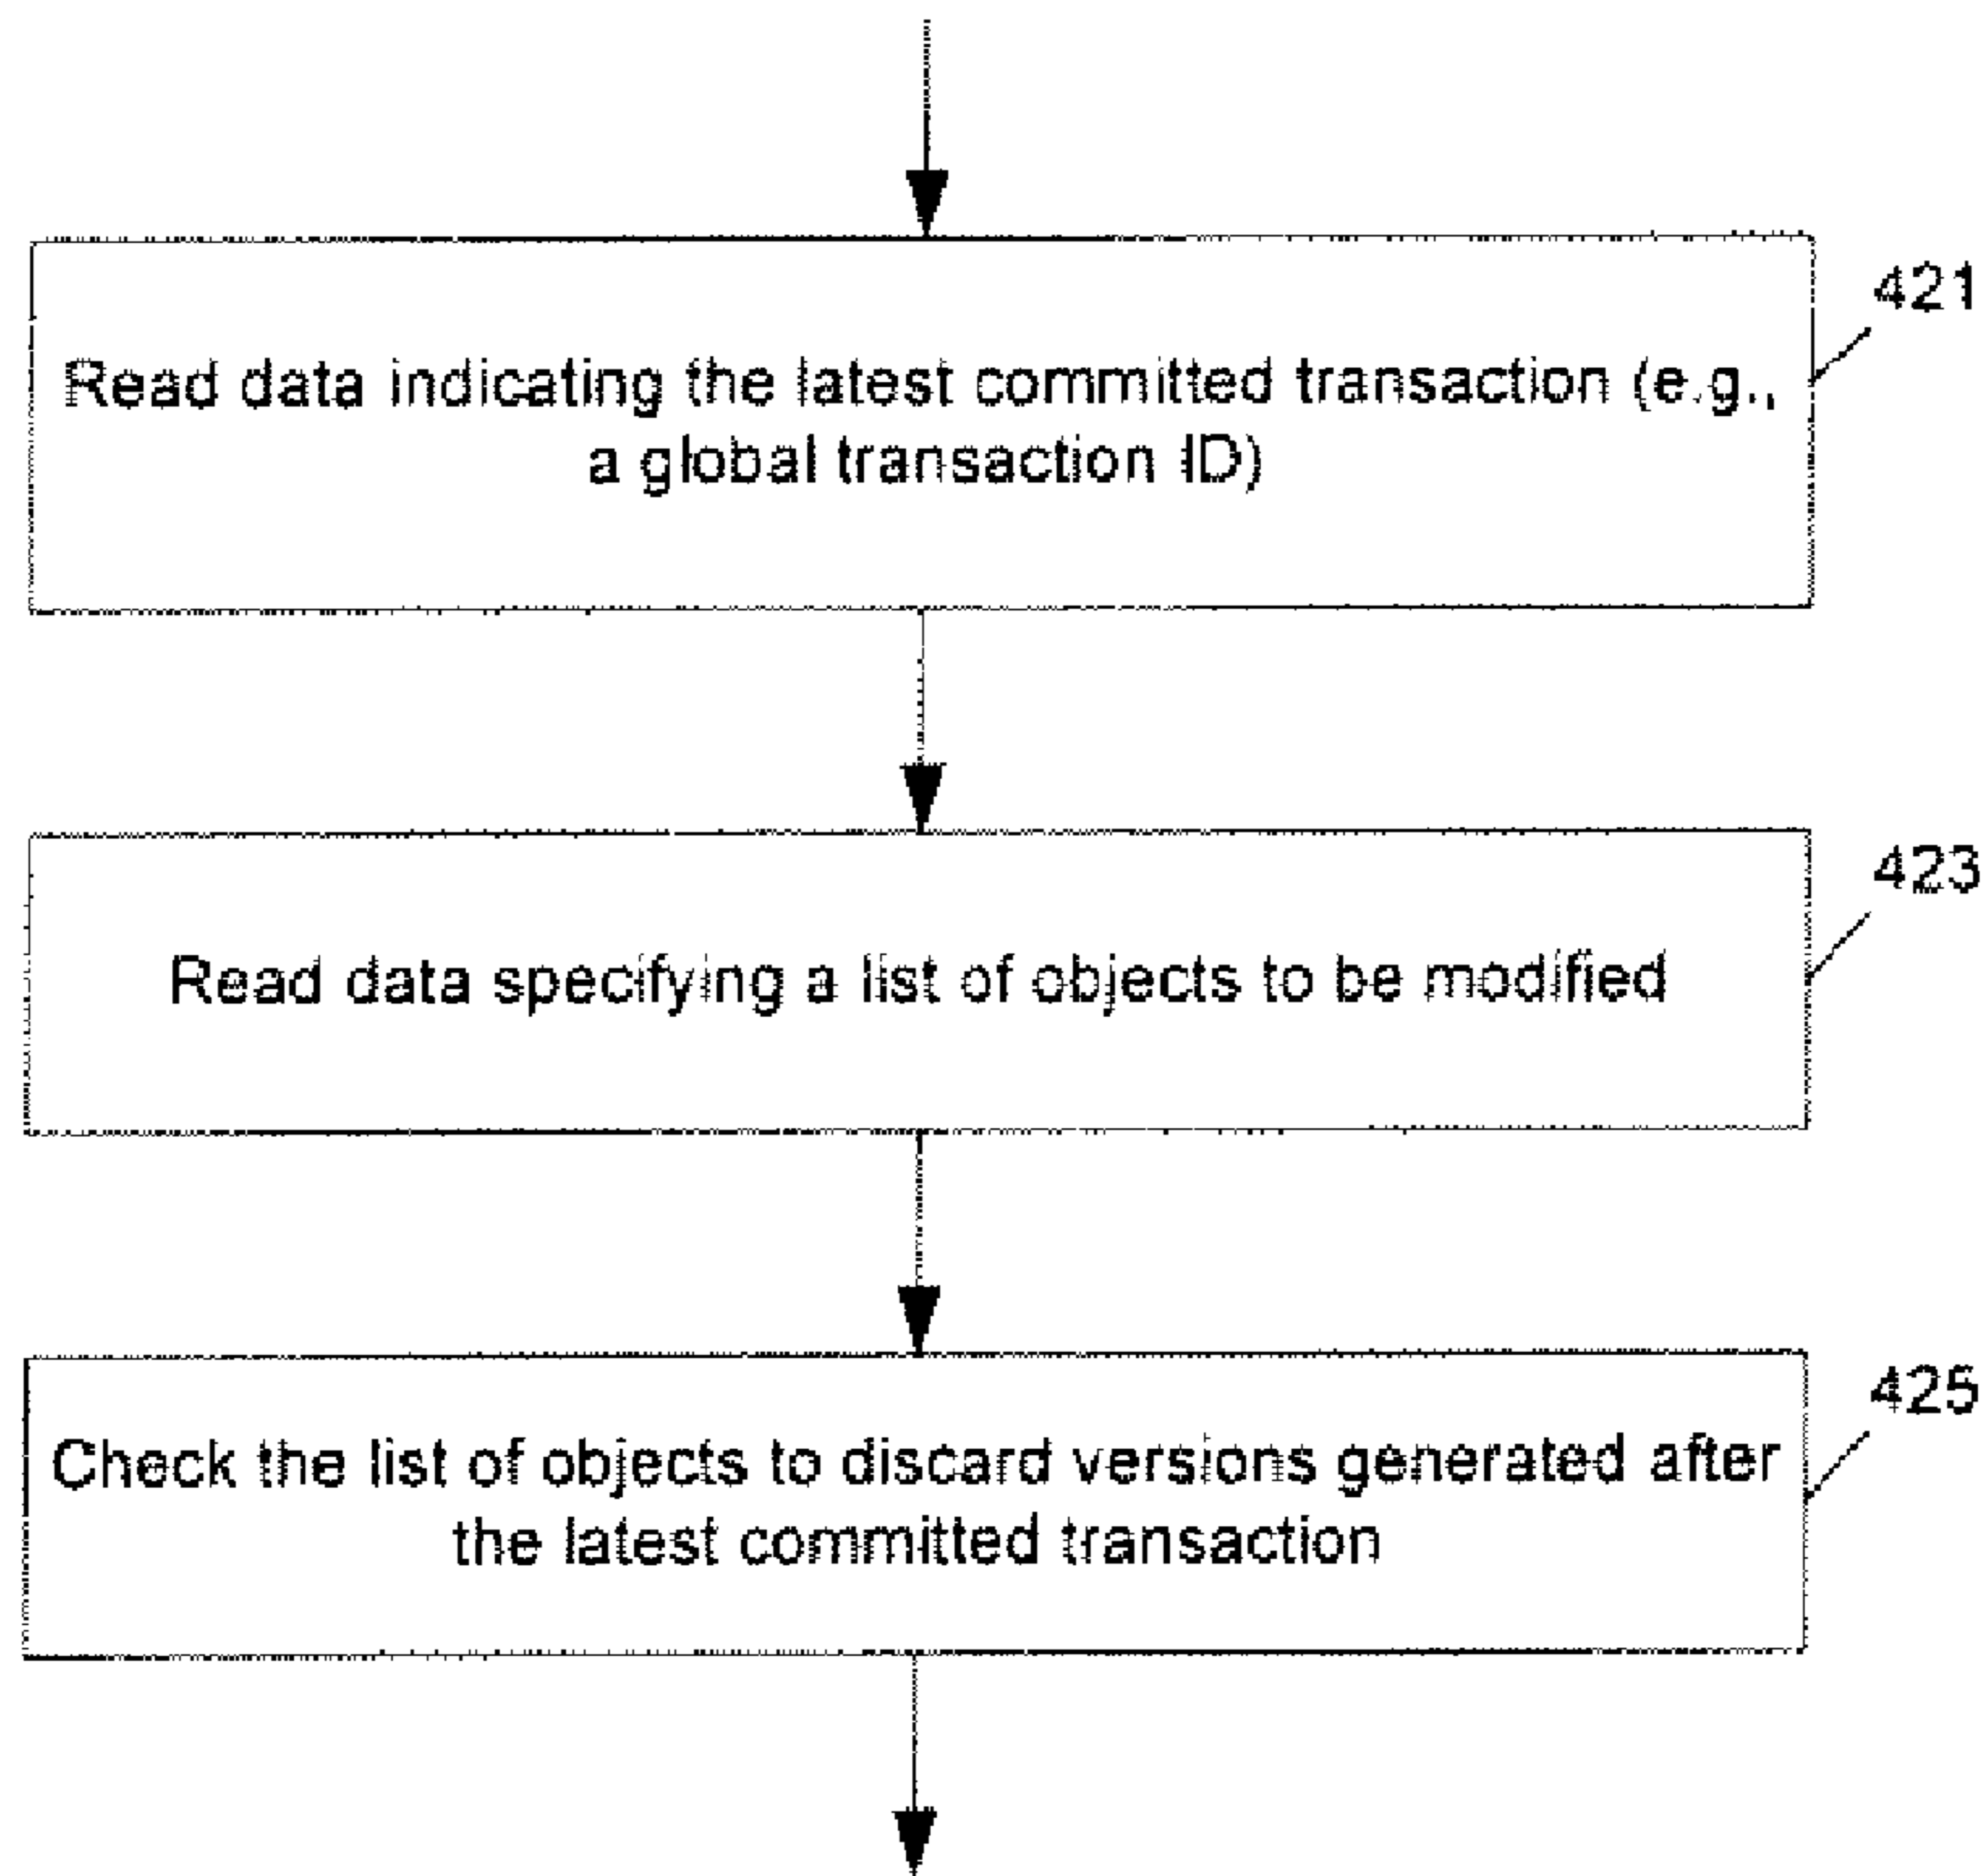 421
Read data indicating the latest committed transaction (e.g.,
a global transaction ID)
423
Read data specifying a list of objects to be modified
425
Check the list of objects to discard versions generated after
the latest committed transaction